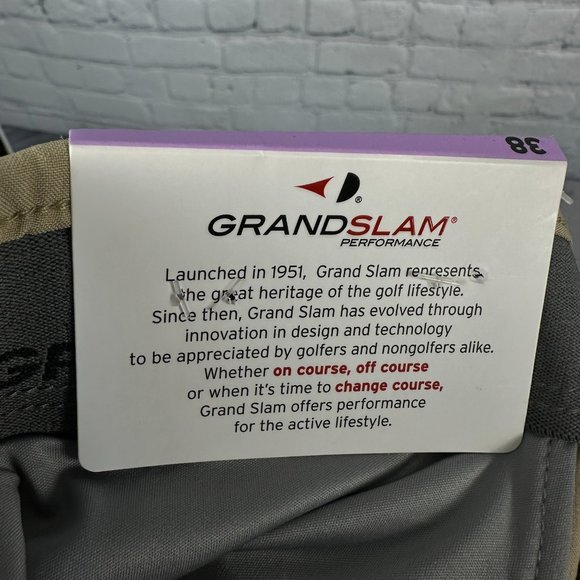 38
GRANDSLAM®
PERFORMANCE
Launched in 1951, Grand Slam represents
the great heritage of the golf lifestyle.
Since then, Grand Slam has evolved through
innovation in design and technology
to be appreciated by golfers and nongolfers alike.
Whether on course, off course
or when it's time to change course,
Grand Slam offers performance
for the active lifestyle.